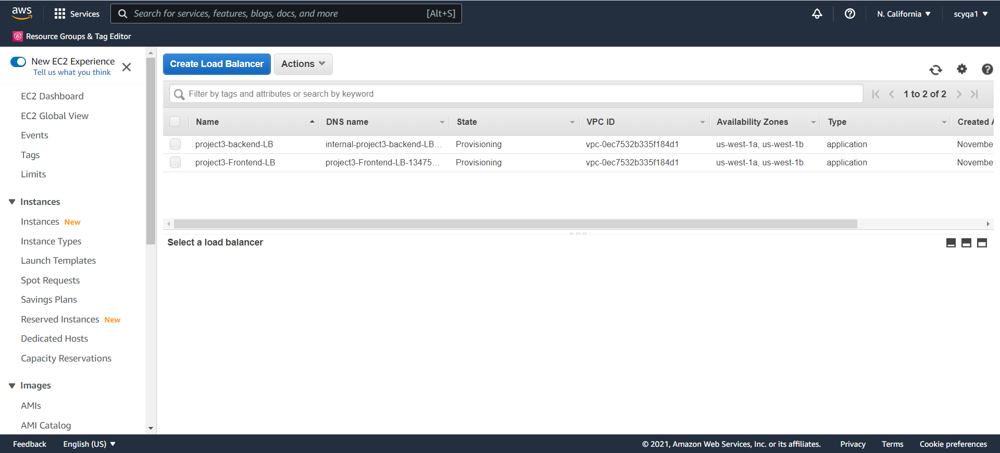 aws
Services
Search for services, features, blogs, docs, and more
[Alt+S]
N. California
scyqa1
Resource Groups & Tag Editor
New EC2 Experience
Tell us what you think
EC2 Dashboard
EC2 Global View
Events
Tags
Limits
Instances
Instances New
Instance Types
Launch Templates
Spot Requests
Savings Plans
Reserved Instances New
Dedicated Hosts
Capacity Reservations
Images
AMIs
AMI Catalog
Create Load Balancer
Actions
Filter by tags and attributes or search by keyword
1 to 2 of 2
Name DNS name State VPC ID Availability Zones Type Created A
project3-backend-LB internal-project3-backend-LB... Provisioning vpc-0ec7532b335f184d1 us-west-1a, us-west-1b application Novembe
project3-Frontend-LB project3-Frontend-LB-13475... Provisioning vpc-0ec7532b335f184d1 us-west-1a, us-west-1b application Novembe
Select a load balancer
Feedback
English (US)
© 2021, Amazon Web Services, Inc. or its affiliates.
Privacy
Terms
Cookie preferences